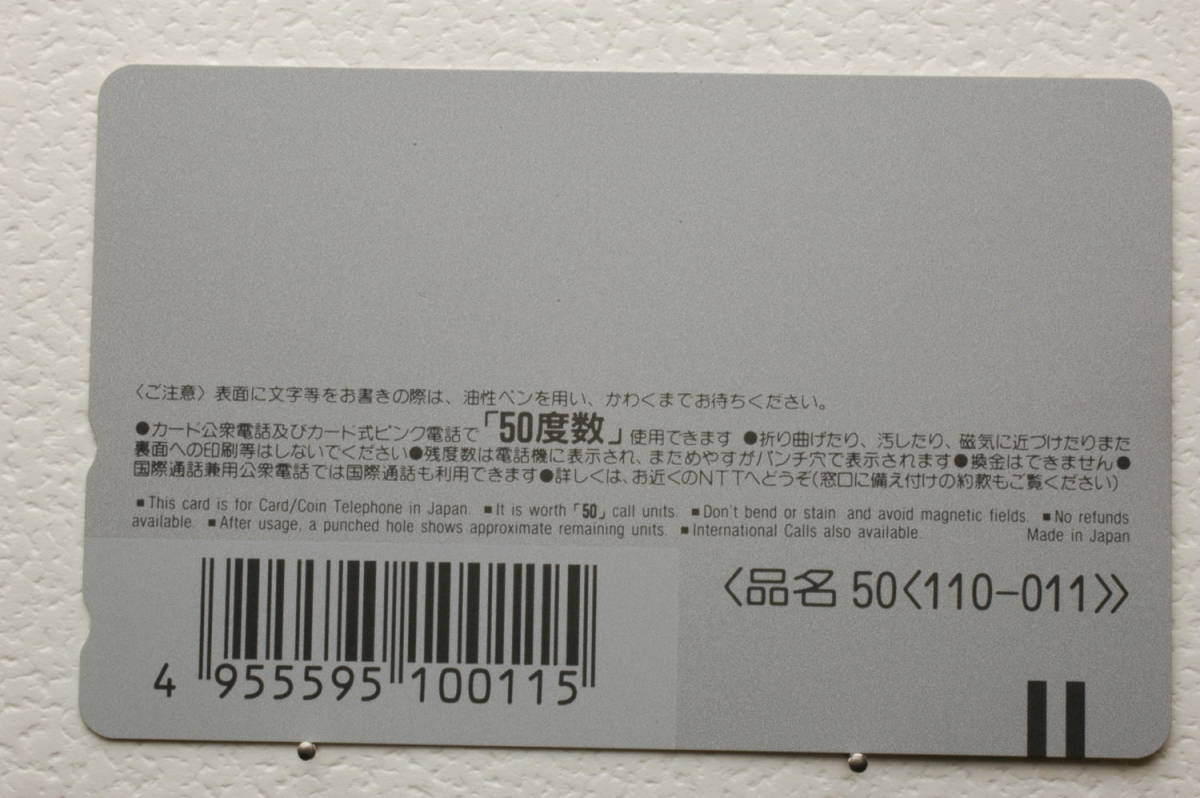 〈ご注意〉表面に文字等をお書きの際は、油性ペンを用い、かわくまでお待ちください。
●カード公衆電話及びカード式ピンク電話で「50度数」使用できます ●折り曲げたり、汚したり、磁気に近づけたりまた
裏面への印刷等はしないでください●残度数は電話機に表示され、まためやすがパンチ穴で表示されます●換金はできません●
国際通話兼用公衆電話では国際通話も利用できます●詳しくは、お近くのNTTへどうぞ(窓口に備え付けの約款もご覧ください)
■This card is for Card/Coin Telephone in Japan. ■It is worth「50」call units. ■Don't bend or stain and avoid magnetic fields. ■No refunds
available. ■After usage, a punched hole shows approximate remaining units. ■International Calls also available. Made in Japan
〈品名 50〈110-011〉〉
4 955595 100115